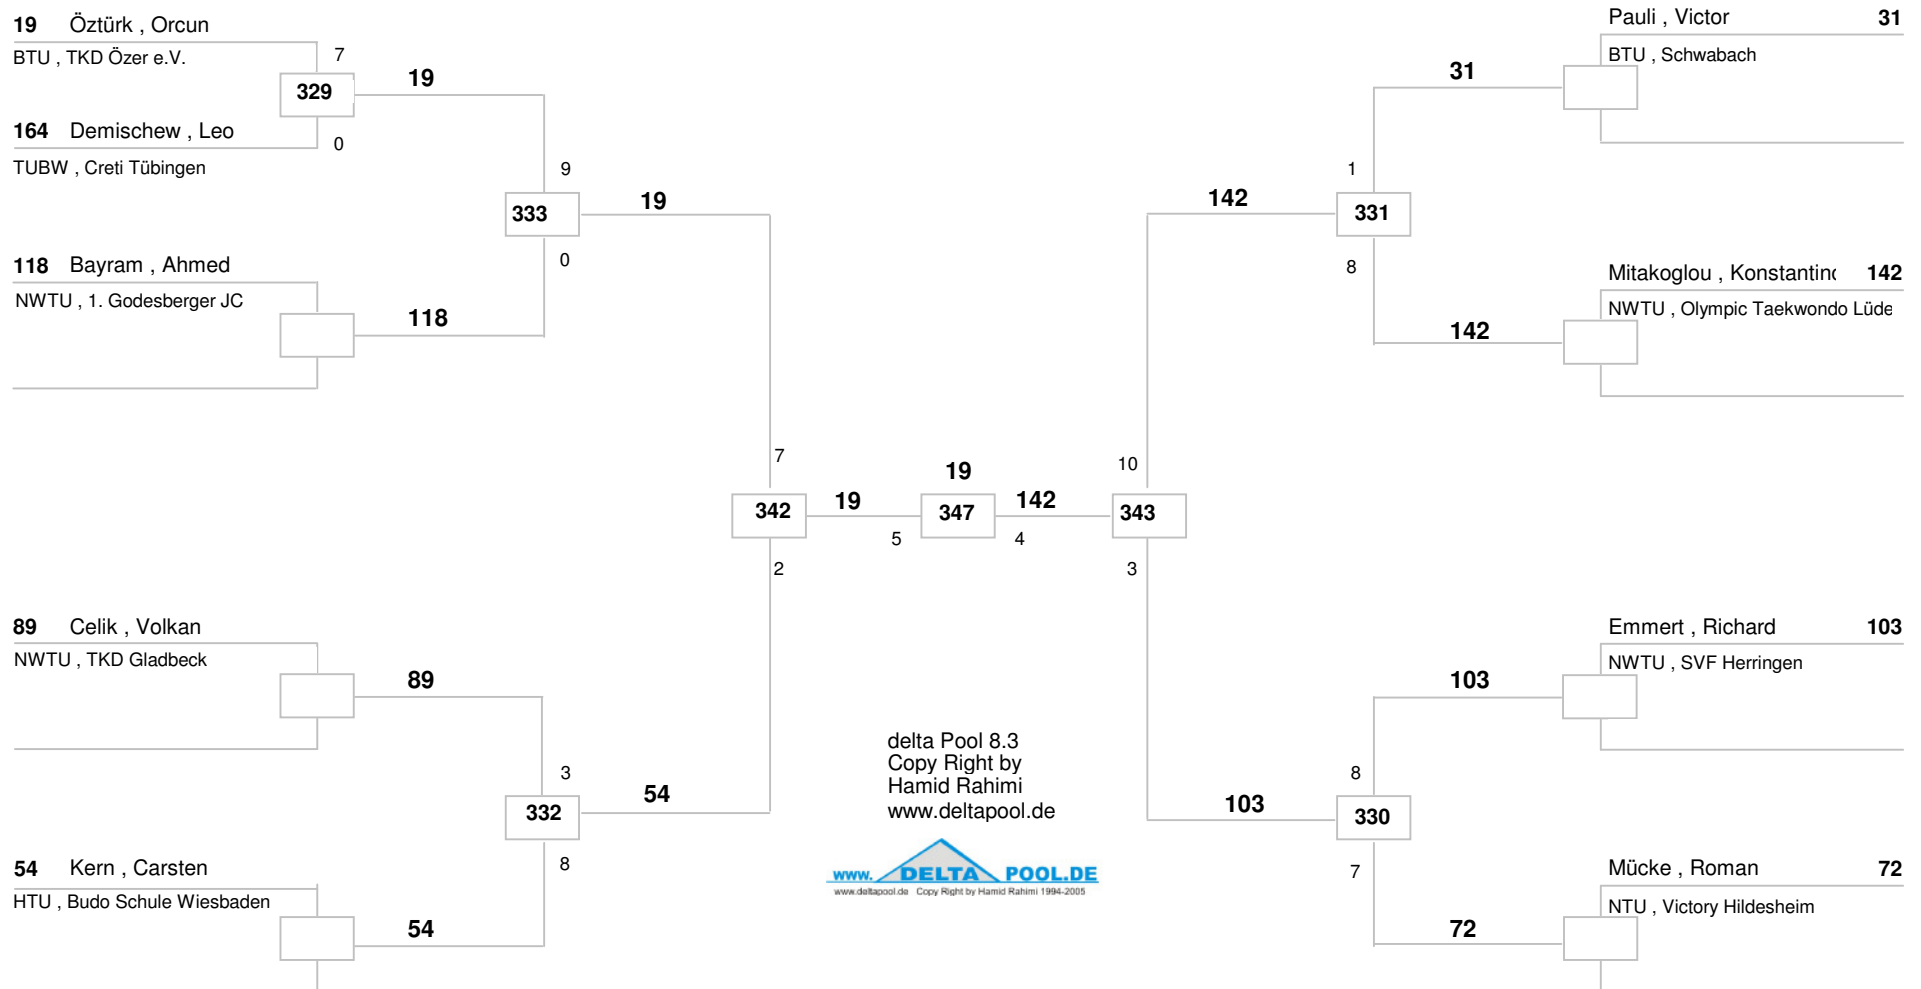 19 Öztürk , Orcun
BTU , TKD Özer e.V.
7
329
19
164 Demischew , Leo
0
TUBW , Creti Tübingen
9
333
19
0
118 Bayram , Ahmed
NWTU , 1. Godesberger JC
118
7
342
19
2
5
19
347
89 Celik , Volkan
NWTU , TKD Gladbeck
89
3
332
54
8
54 Kern , Carsten
HTU , Budo Schule Wiesbaden
54
Pauli , Victor 31
BTU , Schwabach
31
1
142
331
8
Mitakoglou , Konstantinc 142
NWTU , Olympic Taekwondo Lüde
142
10
142
343
4
3
Emmert , Richard 103
NWTU , SVF Herringen
103
8
103
330
7
Mücke , Roman 72
NTU , Victory Hildesheim
72
delta Pool 8.3
Copy Right by
Hamid Rahimi
www.deltapool.de
www. DELTA POOL.DE
www.deltapool.de Copy Right by Hamid Rahimi 1994-2005